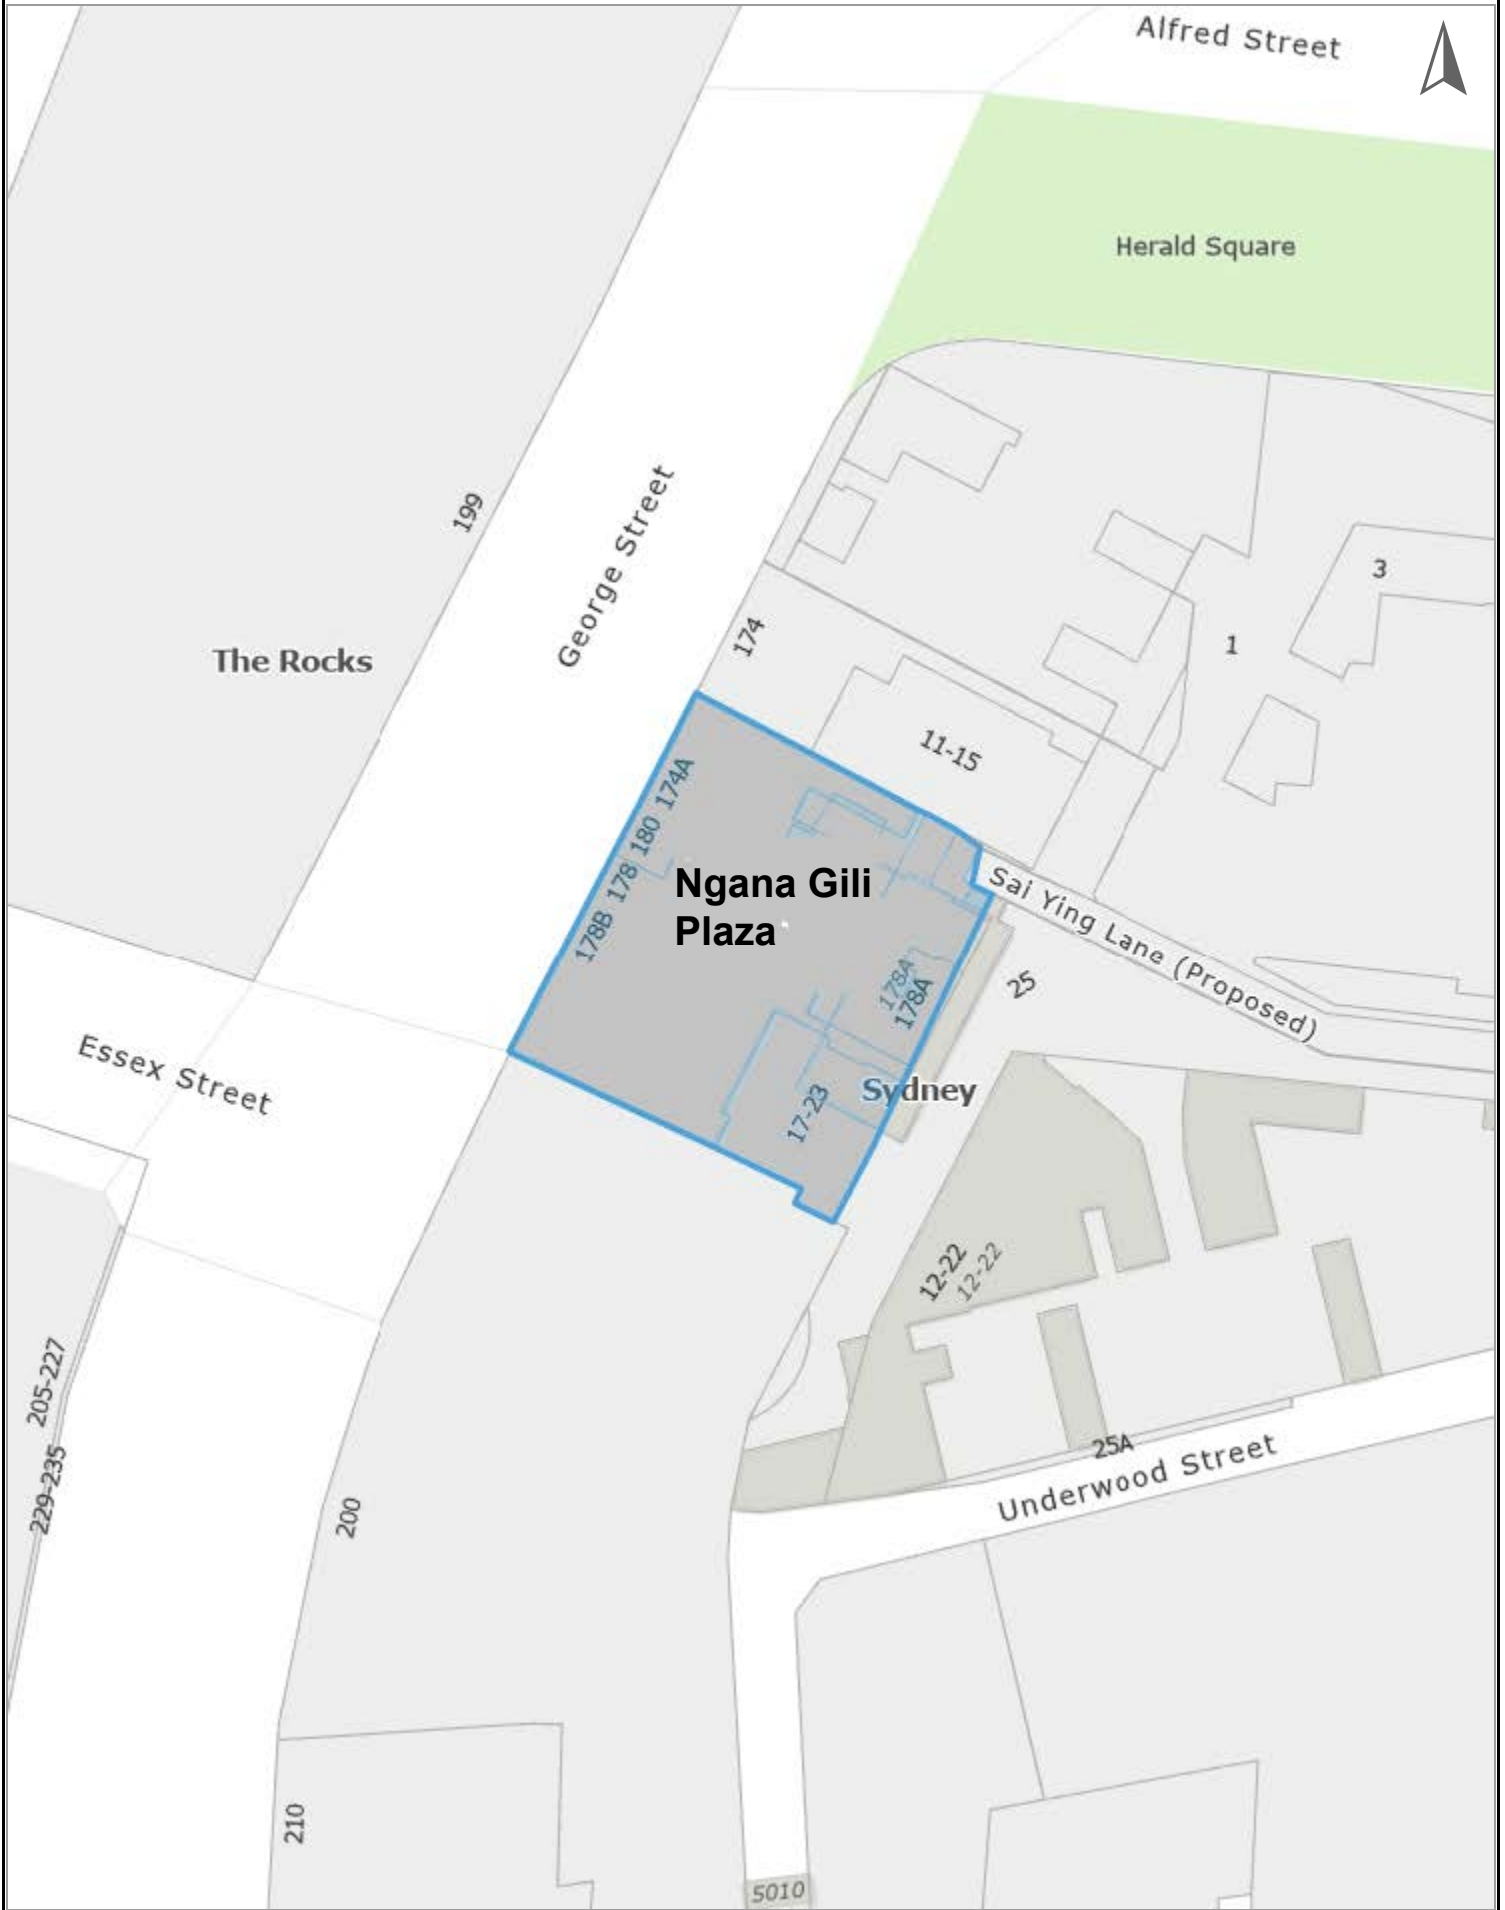 Alfred Street
Herald Square
199
George Street
3
The Rocks
174
1
11-15
174A
180
178
178B
Ngana Gili
Plaza
Sai Ying Lane (Proposed)
178A
178A
25
Essex Street
Sydney
17-23
12-22
12-22
205-227
25A
229-235
Underwood Street
200
210
5010